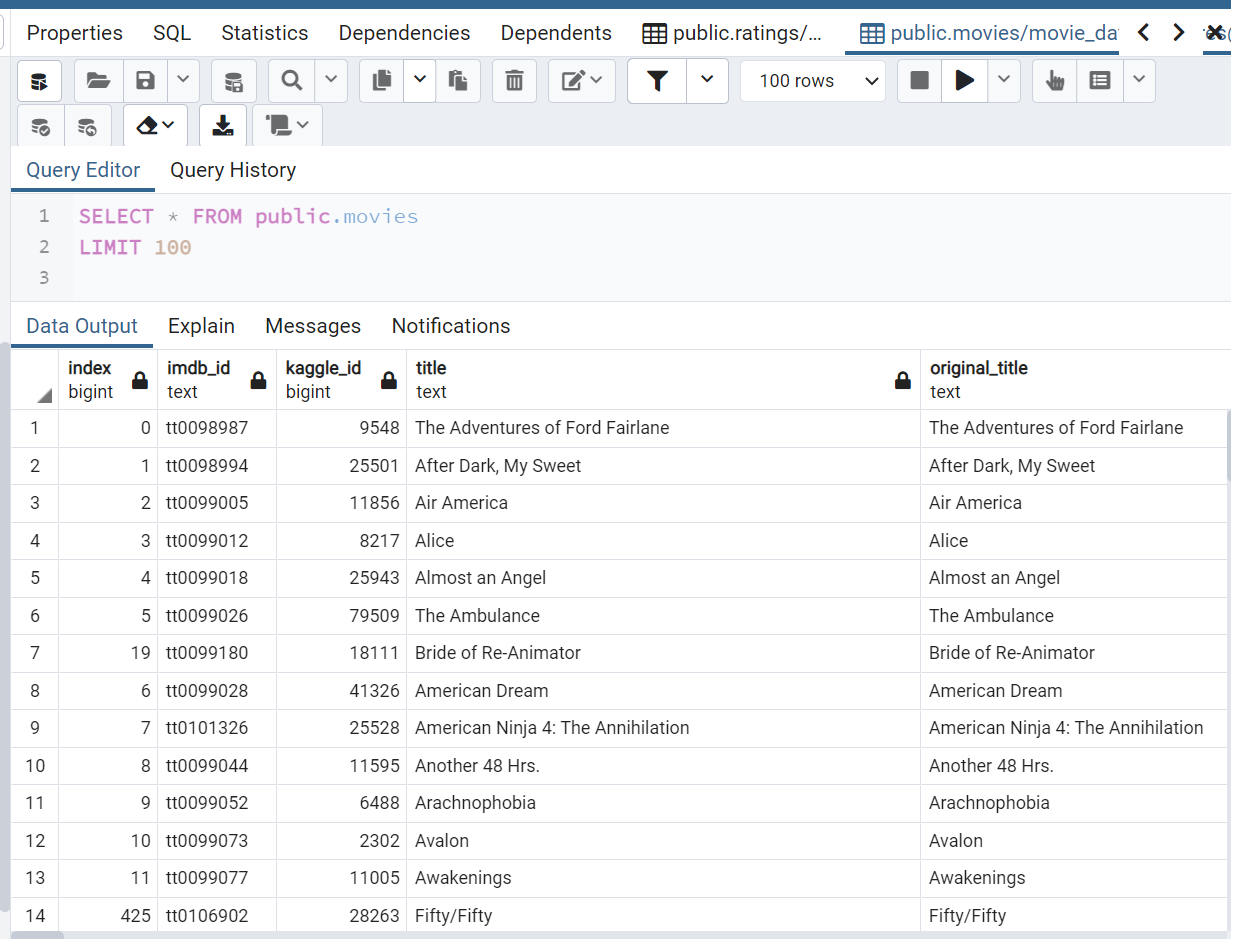 Properties SQL Statistics Dependencies Dependents public.ratings/... public.movies/movie_da
100 rows
Query Editor Query History
1 SELECT * FROM public.movies
2 LIMIT 100
3
Data Output Explain Messages Notifications
index imdb_id kaggle_id title original_title
bigint text bigint text text
1 0 tt0098987 9548 The Adventures of Ford Fairlane The Adventures of Ford Fairlane
2 1 tt0098994 25501 After Dark, My Sweet After Dark, My Sweet
3 2 tt0099005 11856 Air America Air America
4 3 tt0099012 8217 Alice Alice
5 4 tt0099018 25943 Almost an Angel Almost an Angel
6 5 tt0099026 79509 The Ambulance The Ambulance
7 19 tt0099180 18111 Bride of Re-Animator Bride of Re-Animator
8 6 tt0099028 41326 American Dream American Dream
9 7 tt0101326 25528 American Ninja 4: The Annihilation American Ninja 4: The Annihilation
10 8 tt0099044 11595 Another 48 Hrs. Another 48 Hrs.
11 9 tt0099052 6488 Arachnophobia Arachnophobia
12 10 tt0099073 2302 Avalon Avalon
13 11 tt0099077 11005 Awakenings Awakenings
14 425 tt0106902 28263 Fifty/Fifty Fifty/Fifty